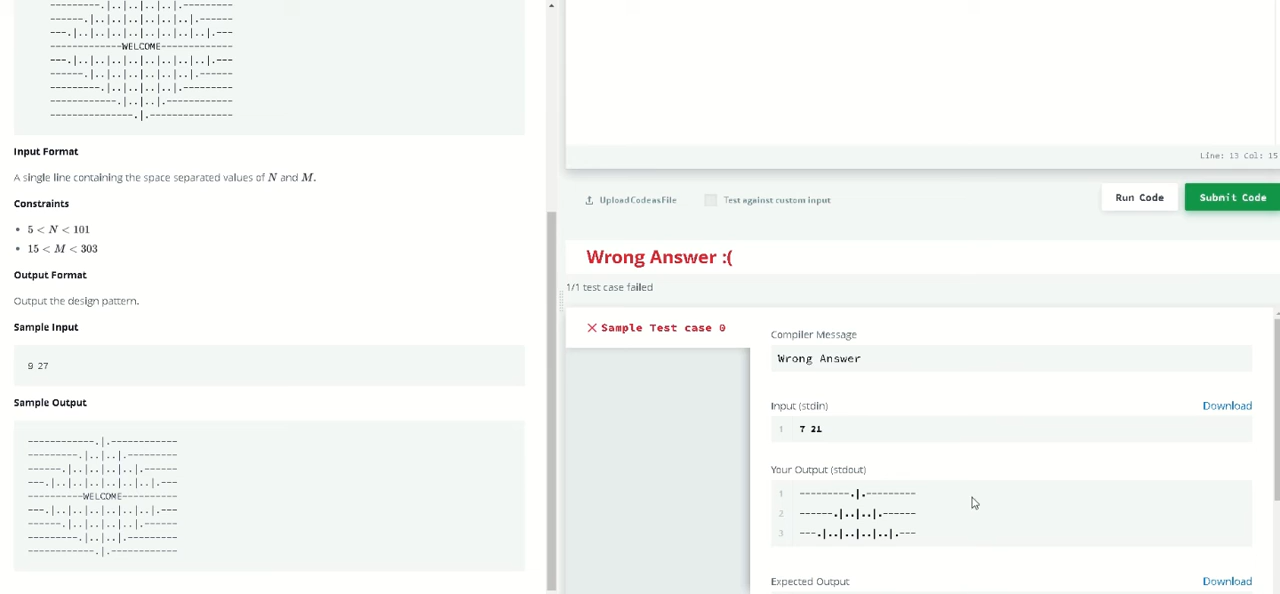 ---------.|..|..|..|..|.---------
------.|..|..|..|..|..|..|.------
---.|..|..|..|..|..|..|..|..|.---
-------------WELCOME-------------
---.|..|..|..|..|..|..|..|..|.---
------.|..|..|..|..|..|..|.------
---------.|..|..|..|..|.---------
------------.|..|..|.------------
---------------.|.---------------
Input Format
A single line containing the space separated values of N and M.
Constraints
• 5 < N < 101
• 15 < M < 303
Output Format
Output the design pattern.
Sample Input
9 27
Sample Output
------------.|.------------
---------.|..|..|.---------
------.|..|..|..|..|.------
---.|..|..|..|..|..|..|.---
----------WELCOME----------
---.|..|..|..|..|..|..|.---
------.|..|..|..|..|.------
---------.|..|..|.---------
------------.|.------------
Line: 13 Col: 15
Upload Code as File
Test against custom input
Run Code
Submit Code
Wrong Answer :(
1/1 test case failed
Sample Test case 0
Compiler Message
Wrong Answer
Input (stdin)
Download
1 7 21
Your Output (stdout)
1 ---------.|.---------
2 ------.|..|..|.------
3 ---.|..|..|..|..|.---
Expected Output
Download